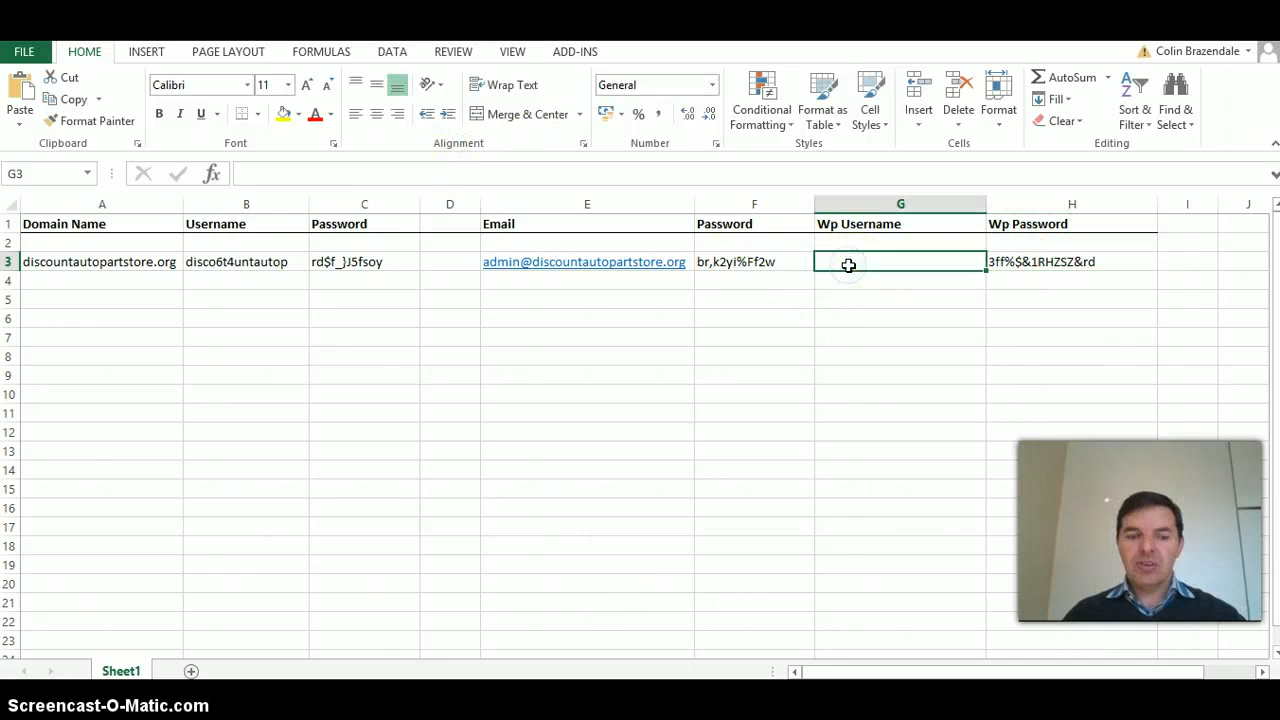 FILE HOME INSERT PAGE LAYOUT FORMULAS DATA REVIEW VIEW ADD-INS Colin Brazendale
Cut Calibri 11 A A Wrap Text General AutoSum
Copy Fill
Paste Format Painter B I U A Merge & Center % , Conditional Format as Cell Insert Delete Format Clear Sort & Find &
Formatting Table Styles Filter Select
Clipboard Font Alignment Number Styles Cells Editing
G3 fx
A B C D E F G H I J
1 Domain Name Username Password Email Password Wp Username Wp Password
2
3 discountautopartstore.org disco6t4untautop rd$f_}J5fsoy admin@discountautopartstore.org br,k2yi%Ff2w 3ff%$&1RHZSZ&rd
4
5
6
7
8
9
10
11
12
13
14
15
16
17
18
19
20
21
22
23
Sheet1
Screencast-O-Matic.com